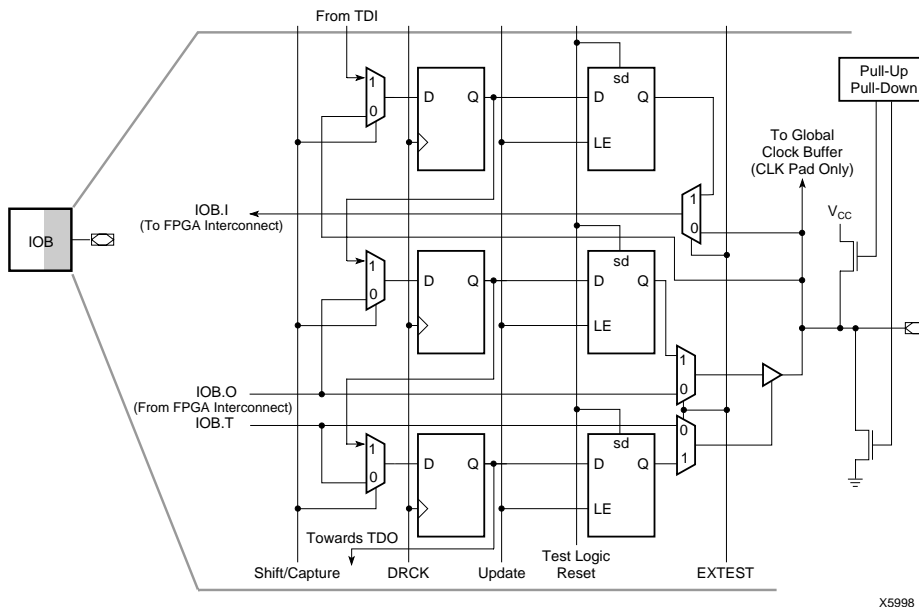 From TDI
Pull-Up
Pull-Down
1
0
D
Q
sd
D
Q
LE
To Global
Clock Buffer
(CLK Pad Only)
IOB.I
(To FPGA Interconnect)
1
0
VCC
IOB
1
0
D
Q
sd
D
Q
LE
1
0
IOB.O
(From FPGA Interconnect)
IOB.T
0
1
1
0
D
Q
sd
D
Q
LE
Towards TDO
Shift/Capture
DRCK
Update
Test Logic
Reset
EXTEST
X5998